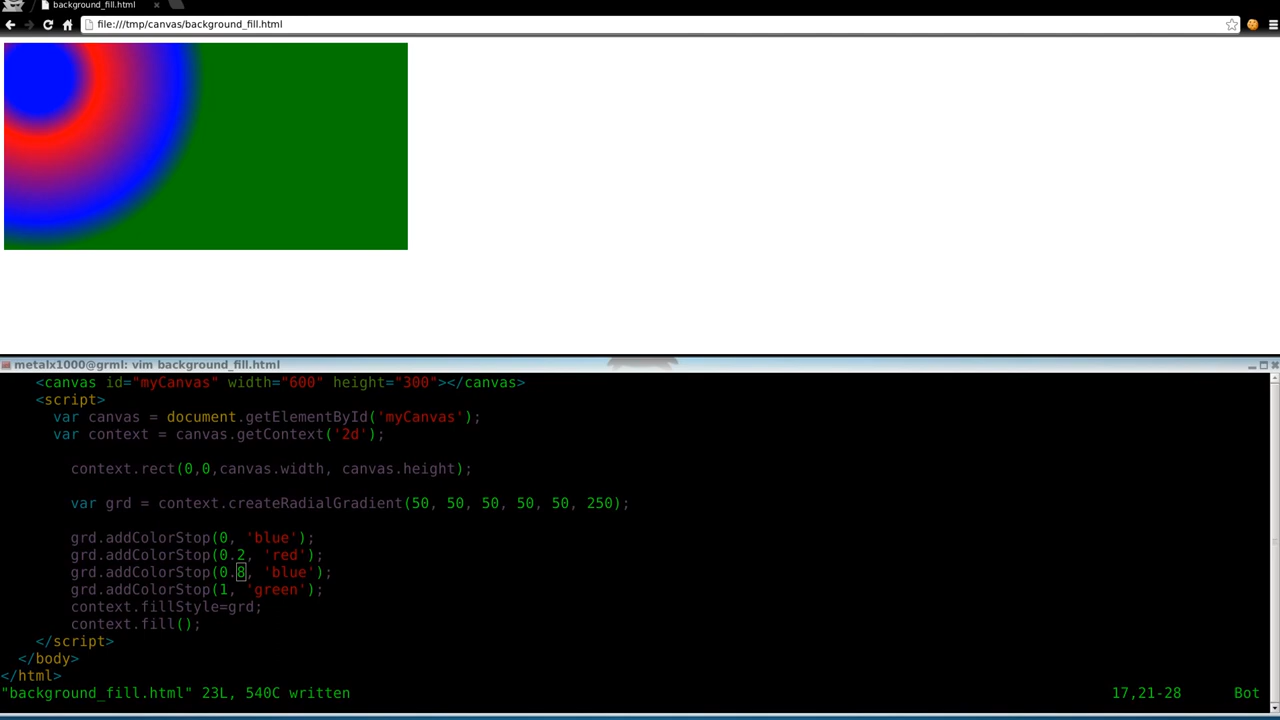 background_fill.html
file:///tmp/canvas/background_fill.html
metalx1000@grml: vim background_fill.html
<canvas id="myCanvas" width="600" height="300"></canvas>
<script>
var canvas = document.getElementById('myCanvas');
var context = canvas.getContext('2d');
context.rect(0,0,canvas.width, canvas.height);
var grd = context.createRadialGradient(50, 50, 50, 50, 50, 250);
grd.addColorStop(0, 'blue');
grd.addColorStop(0.2, 'red');
grd.addColorStop(0.8, 'blue');
grd.addColorStop(1, 'green');
context.fillStyle=grd;
context.fill();
</script>
</body>
</html>
"background_fill.html" 23L, 540C written 17,21-28 Bot